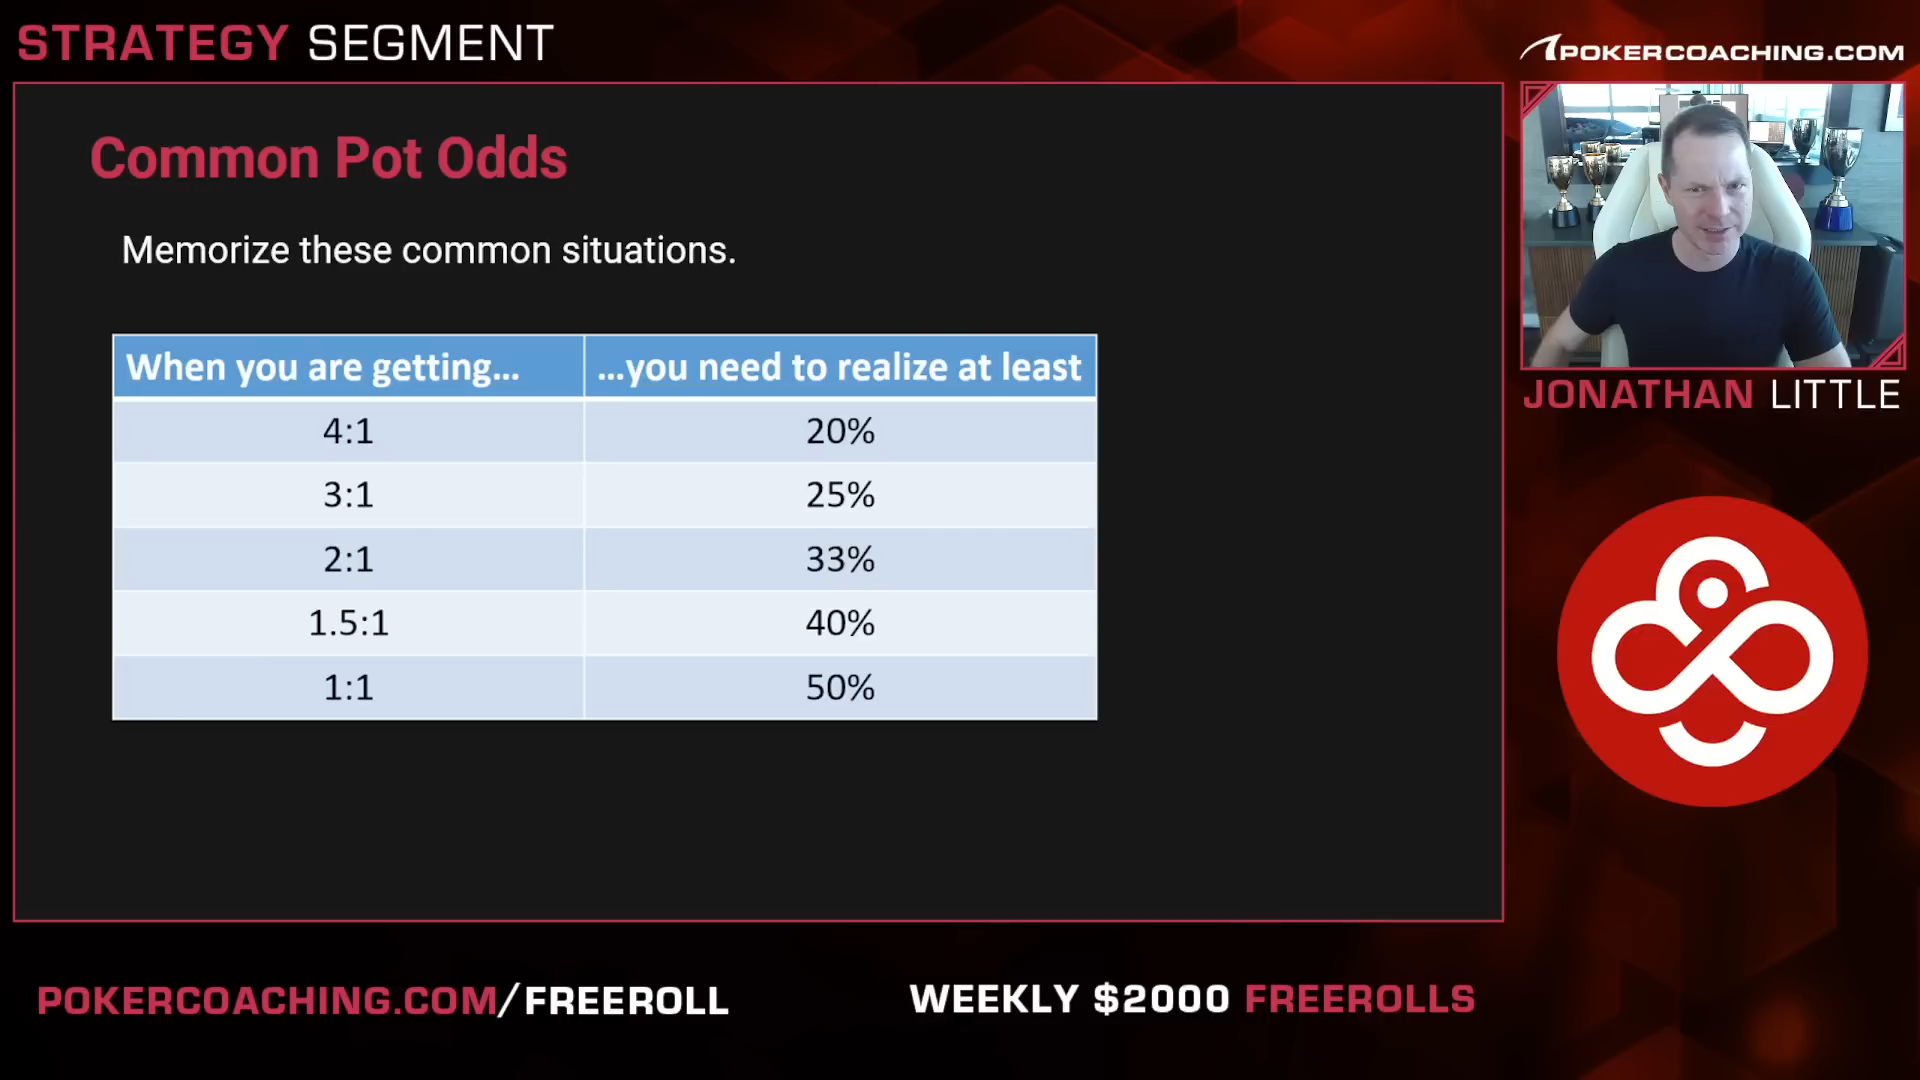 STRATEGY SEGMENT
POKERCOACHING.COM
Common Pot Odds
Memorize these common situations.
When you are getting... ...you need to realize at least
4:1 20%
3:1 25%
2:1 33%
1.5:1 40%
1:1 50%
JONATHAN LITTLE
POKERCOACHING.COM/FREEROLL
WEEKLY $2000 FREEROLLS